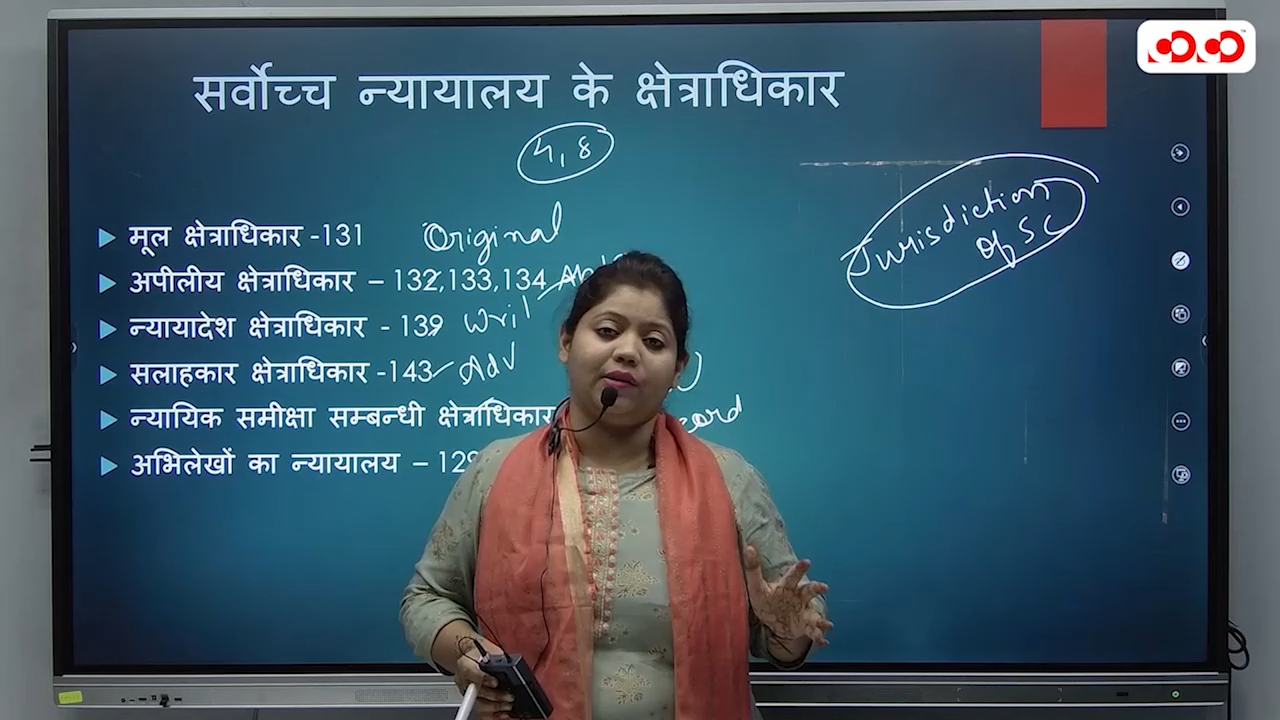 सर्वोच्च न्यायालय के क्षेत्राधिकार
4, 8
Jurisdiction
of SC
मूल क्षेत्राधिकार -131 Original
अपीलीय क्षेत्राधिकार – 132,133,134
न्यायादेश क्षेत्राधिकार - 139 Writ
सलाहकार क्षेत्राधिकार -143 Adv
न्यायिक समीक्षा सम्बन्धी क्षेत्राधिकार
अभिलेखों का न्यायालय – 129